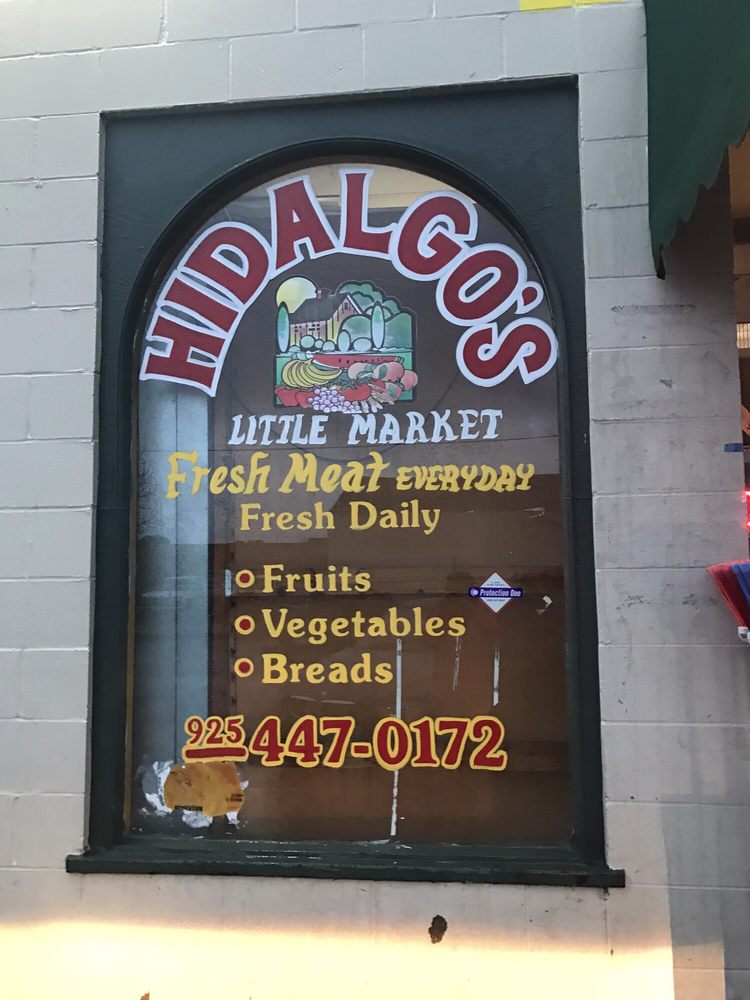 HIDALGO'S
LITTLE MARKET
Fresh Meat EVERYDAY
Fresh Daily
Fruits
Vegetables
Protection One
Breads
925 447-0172